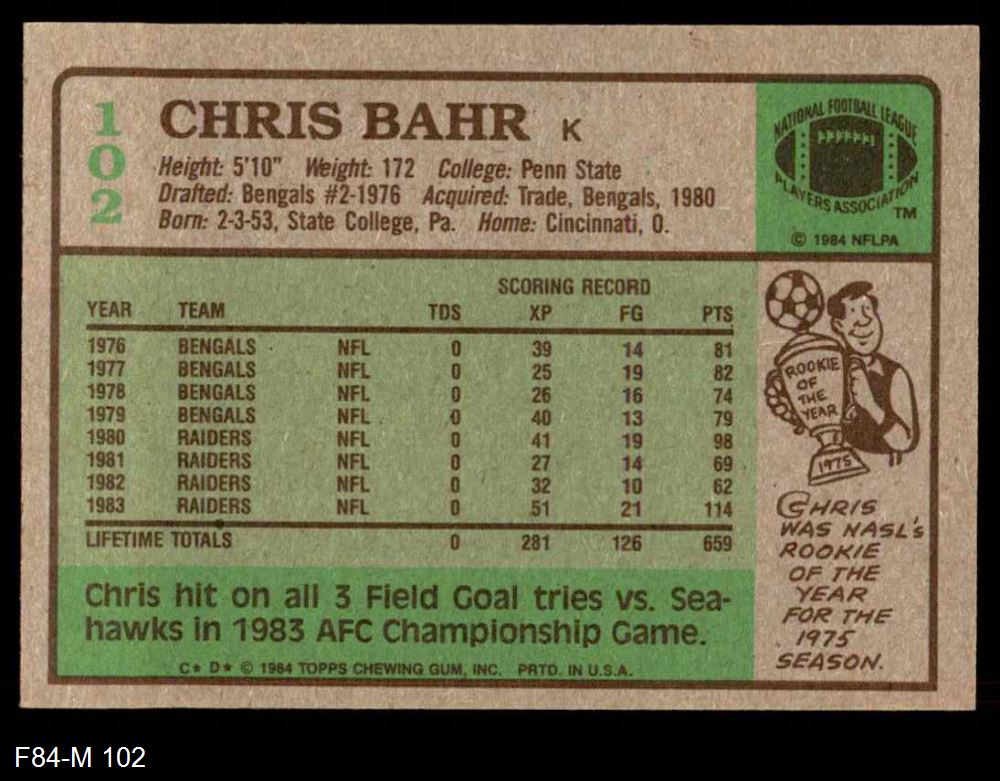 102
CHRIS BAHR K
Height: 5'10" Weight: 172 College: Penn State
Drafted: Bengals #2-1976 Acquired: Trade, Bengals, 1980
Born: 2-3-53, State College, Pa. Home: Cincinnati, O.
NATIONAL FOOTBALL LEAGUE
PLAYERS ASSOCIATION
TM
© 1984 NFLPA
SCORING RECORD
YEAR TEAM TDS XP FG PTS
1976 BENGALS NFL 0 39 14 81
1977 BENGALS NFL 0 25 19 82
1978 BENGALS NFL 0 26 16 74
1979 BENGALS NFL 0 40 13 79
1980 RAIDERS NFL 0 41 19 98
1981 RAIDERS NFL 0 27 14 69
1982 RAIDERS NFL 0 32 10 62
1983 RAIDERS NFL 0 51 21 114
LIFETIME TOTALS 0 281 126 659
Chris hit on all 3 Field Goal tries vs. Sea-
hawks in 1983 AFC Championship Game.
C* D* © 1984 TOPPS CHEWING GUM, INC. PRTD. IN U.S.A.
ROOKIE
OF
THE
YEAR
1975
CHRIS
WAS NASL'S
ROOKIE
OF THE
YEAR
FOR THE
1975
SEASON.
F84-M 102